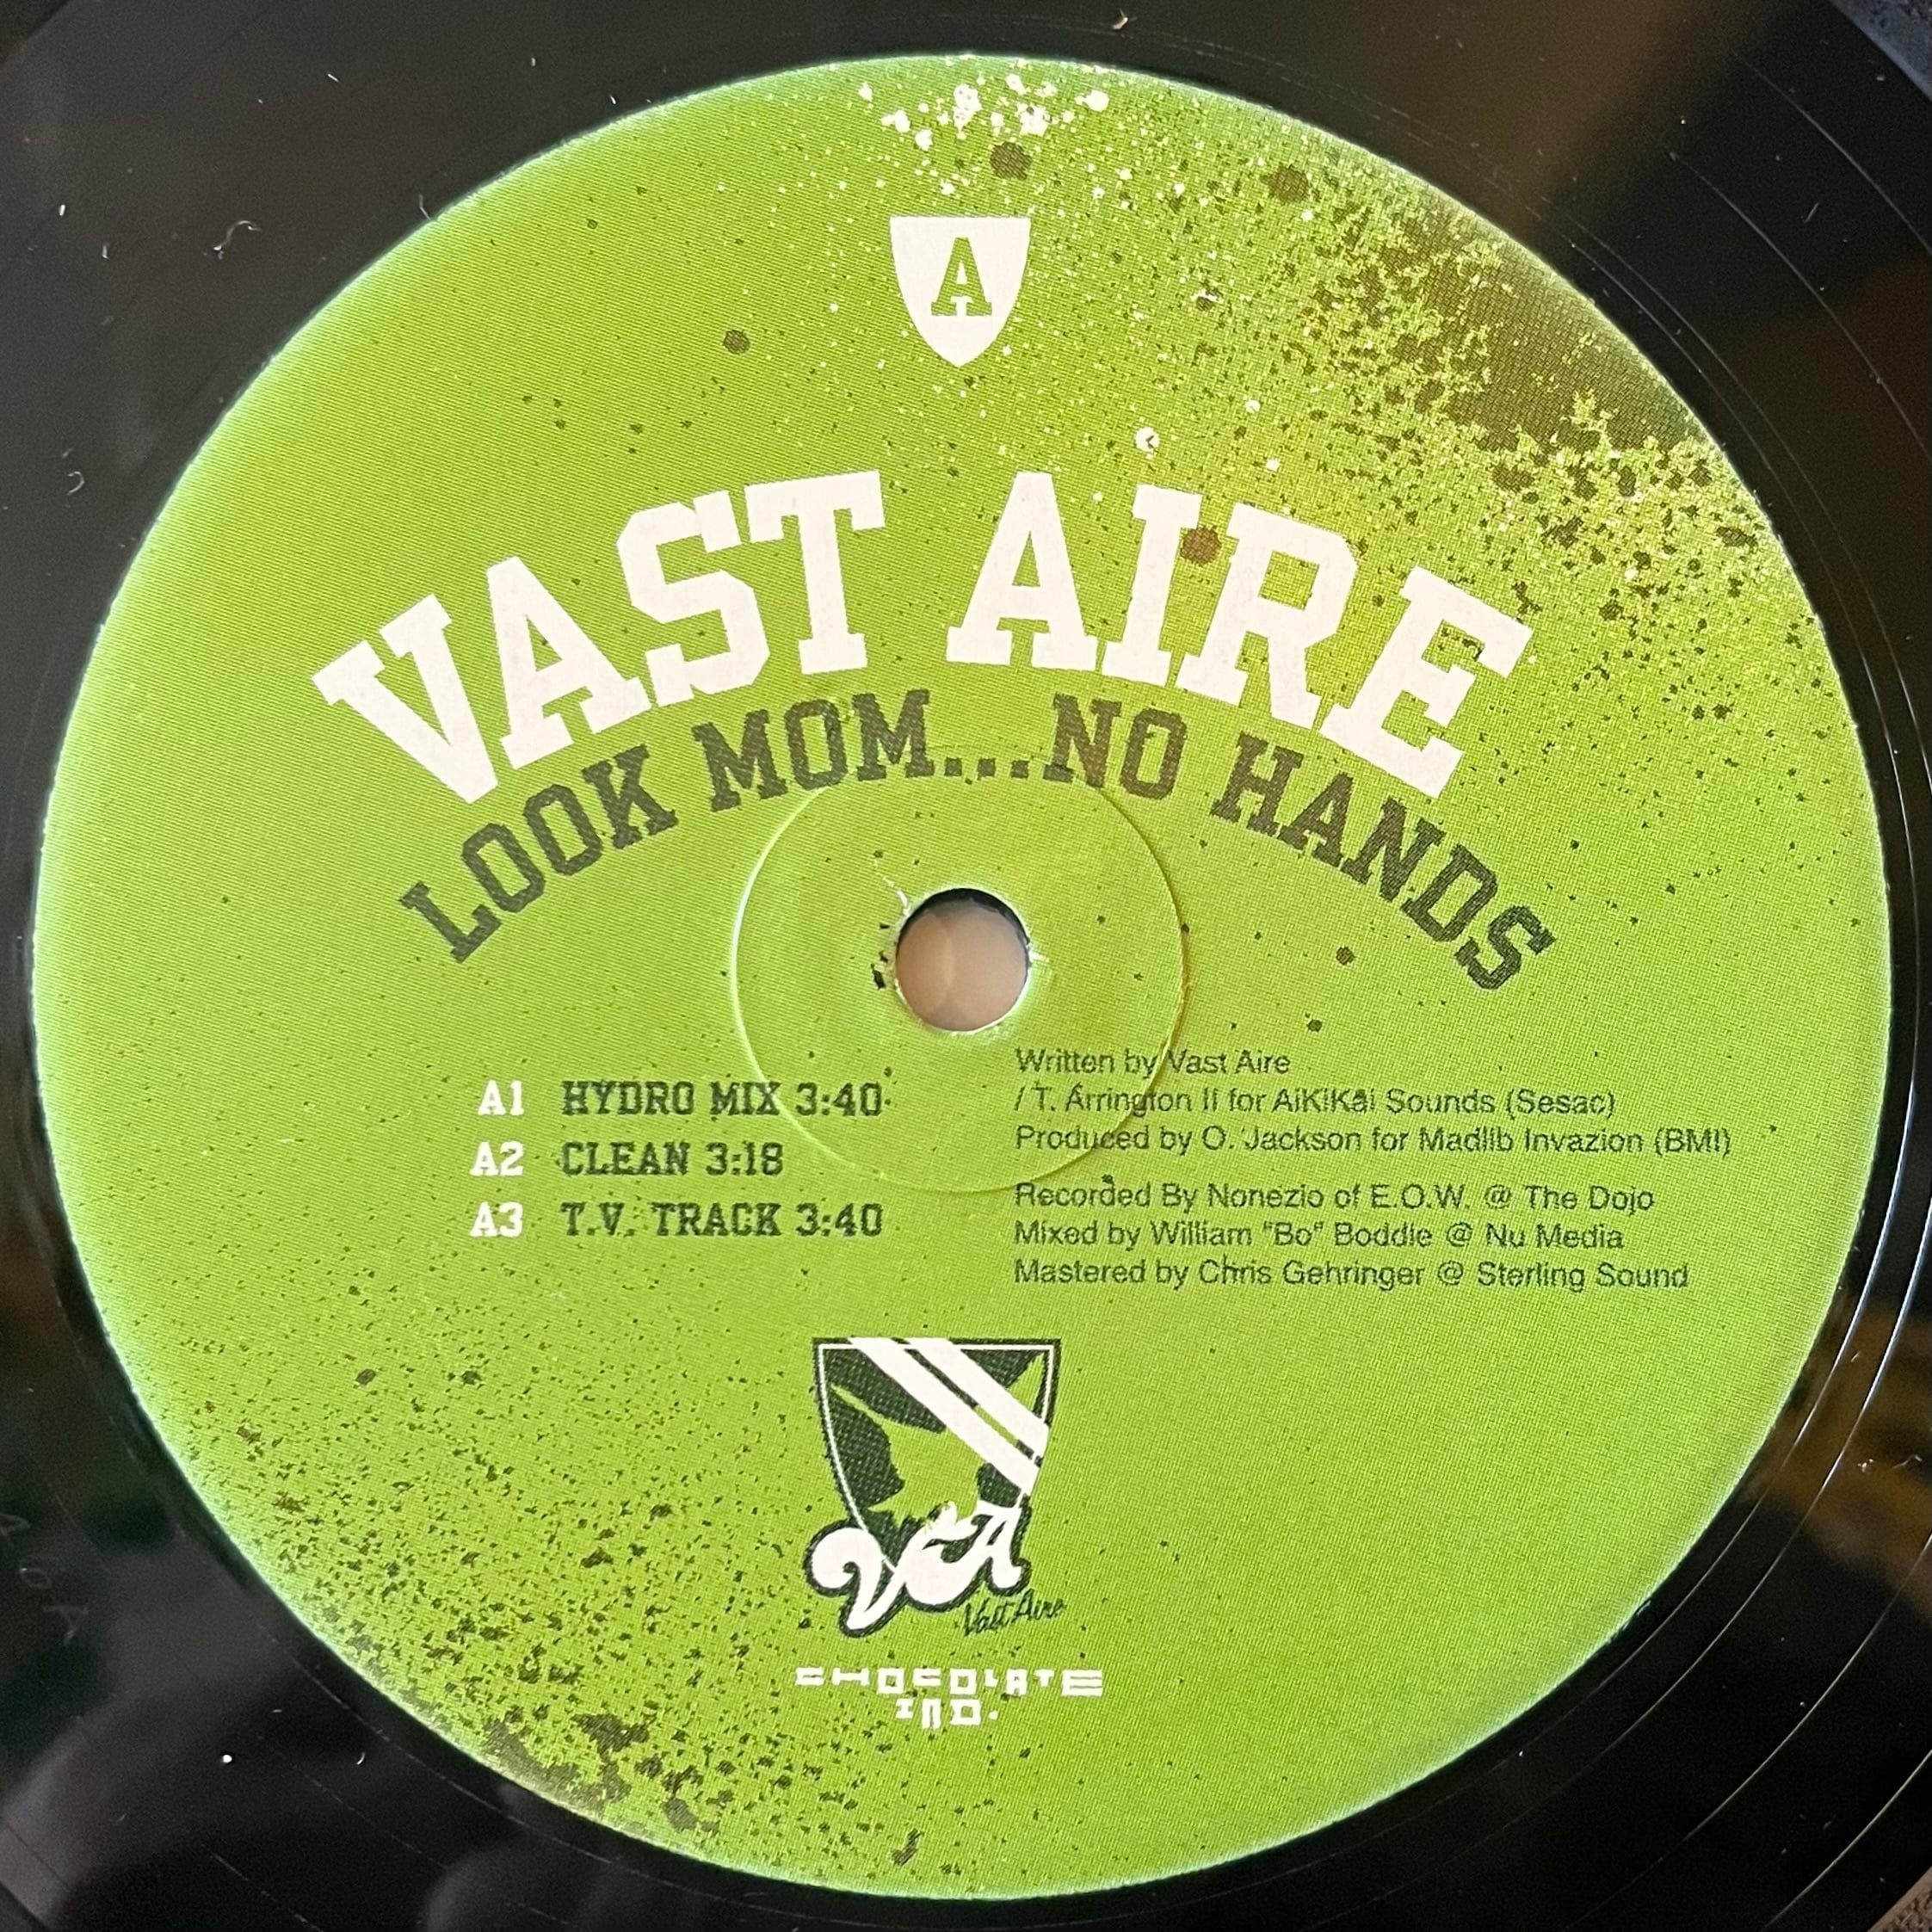 A
VAST AIRE
LOOK MOM...NO HANDS
A1 HYDRO MIX 3:40
A2 CLEAN 3:18
A3 T.V. TRACK 3:40
Written by Vast Aire
/ T. Arrington II for AiKiKai Sounds (Sesac)
Produced by O. Jackson for Madlib Invazion (BMI)
Recorded By Nonezio of E.O.W. @ The Dojo
Mixed by William "Bo" Boddie @ Nu Media
Mastered by Chris Gehringer @ Sterling Sound
VA
Vast Aire
CHOCOLATE
IND.